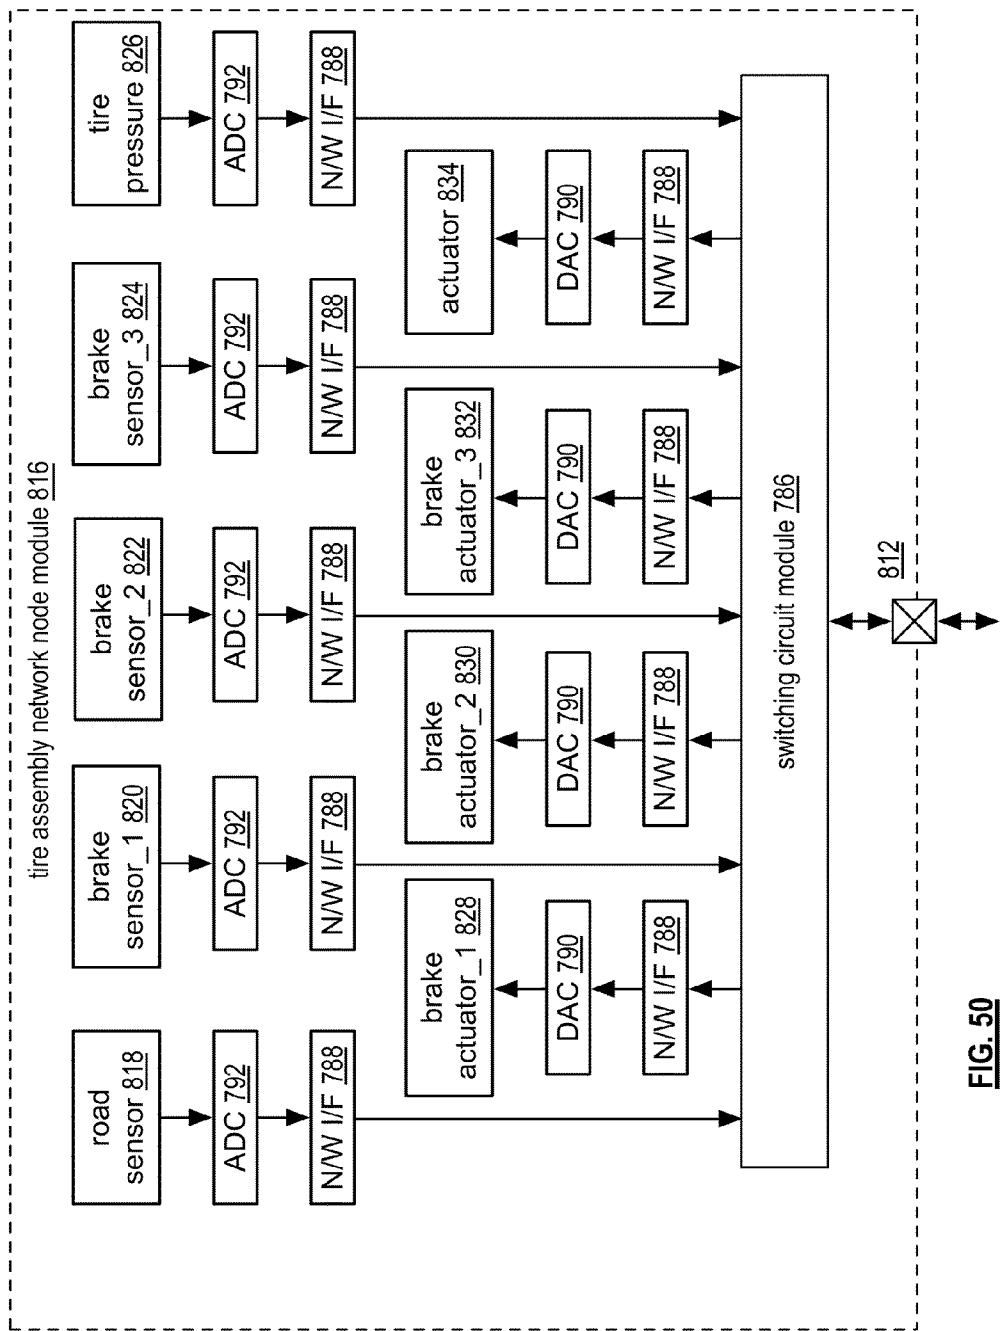 tire assembly network node module 816
road
sensor 818
brake
sensor_1 820
brake
sensor_2 822
brake
sensor_3 824
tire
pressure 826
ADC 792
ADC 792
ADC 792
ADC 792
ADC 792
N/W I/F 788
N/W I/F 788
N/W I/F 788
N/W I/F 788
N/W I/F 788
brake
actuator_1 828
brake
actuator_2 830
brake
actuator_3 832
actuator 834
DAC 790
DAC 790
DAC 790
DAC 790
N/W I/F 788
N/W I/F 788
N/W I/F 788
N/W I/F 788
switching circuit module 786
812
FIG. 50